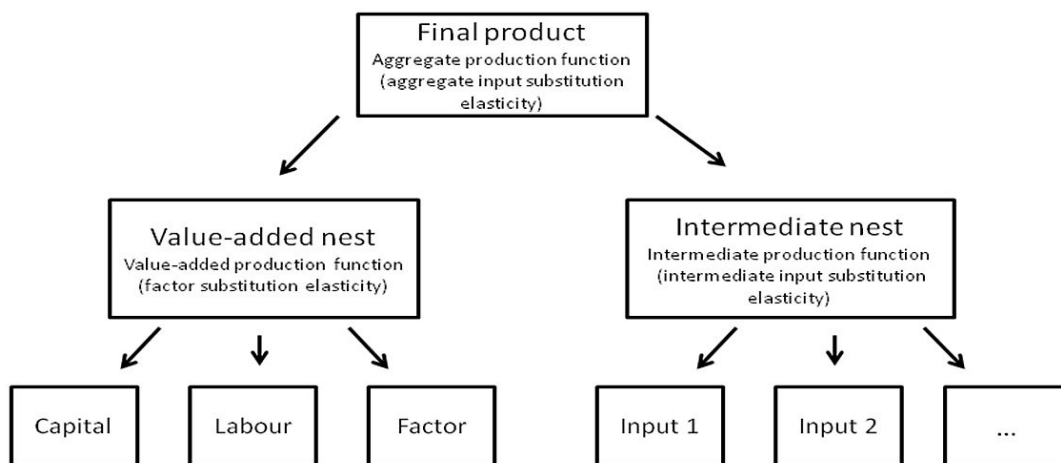 Final product
Aggregate production function
(aggregate input substitution
elasticity)
Value-added nest
Value-added production function
(factor substitution elasticity)
Intermediate nest
Intermediate production function
(intermediate input substitution
elasticity)
Capital
Labour
Factor
Input 1
Input 2
...